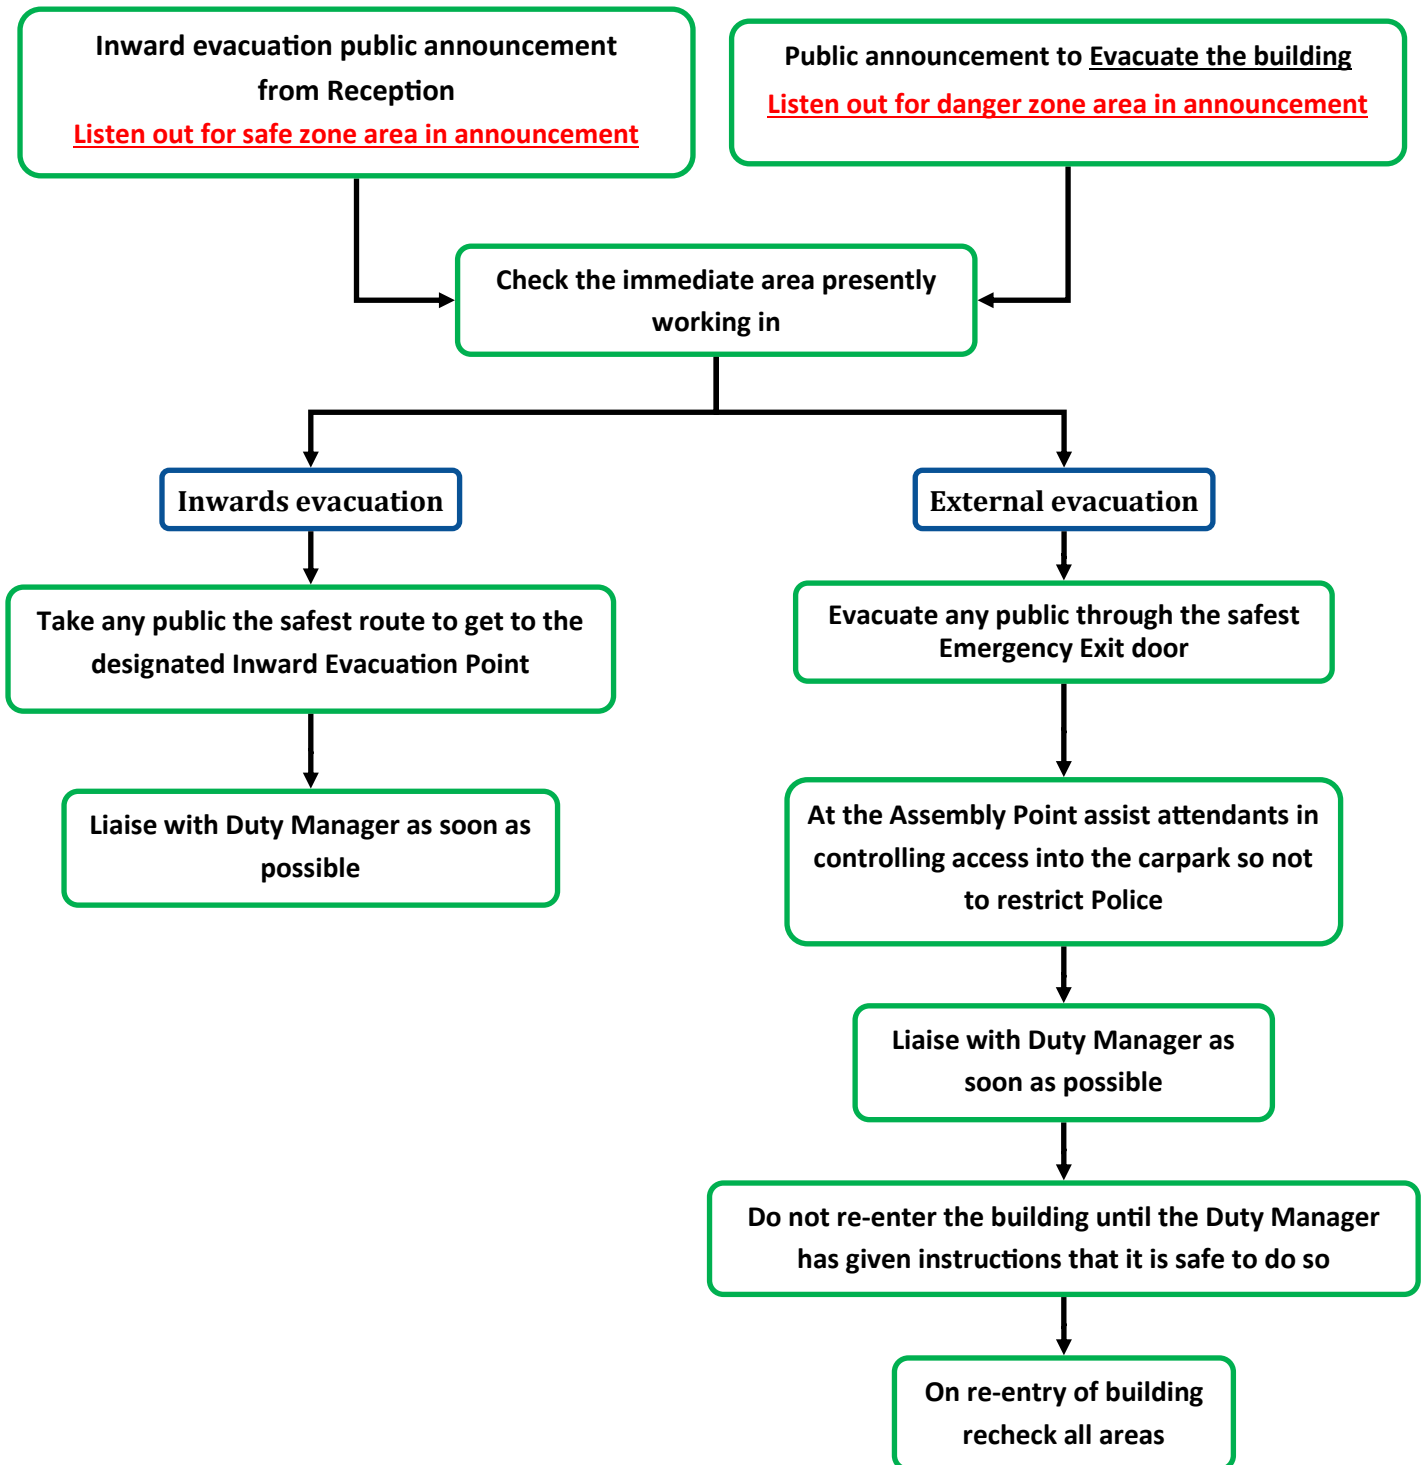 Inward evacuation public announcement
from Reception
Listen out for safe zone area in announcement
Public announcement to Evacuate the building
Listen out for danger zone area in announcement
Check the immediate area presently
working in
Inwards evacuation
External evacuation
Take any public the safest route to get to the
designated Inward Evacuation Point
Liaise with Duty Manager as soon as
possible
Evacuate any public through the safest
Emergency Exit door
At the Assembly Point assist attendants in
controlling access into the carpark so not
to restrict Police
Liaise with Duty Manager as
soon as possible
Do not re-enter the building until the Duty Manager
has given instructions that it is safe to do so
On re-entry of building
recheck all areas